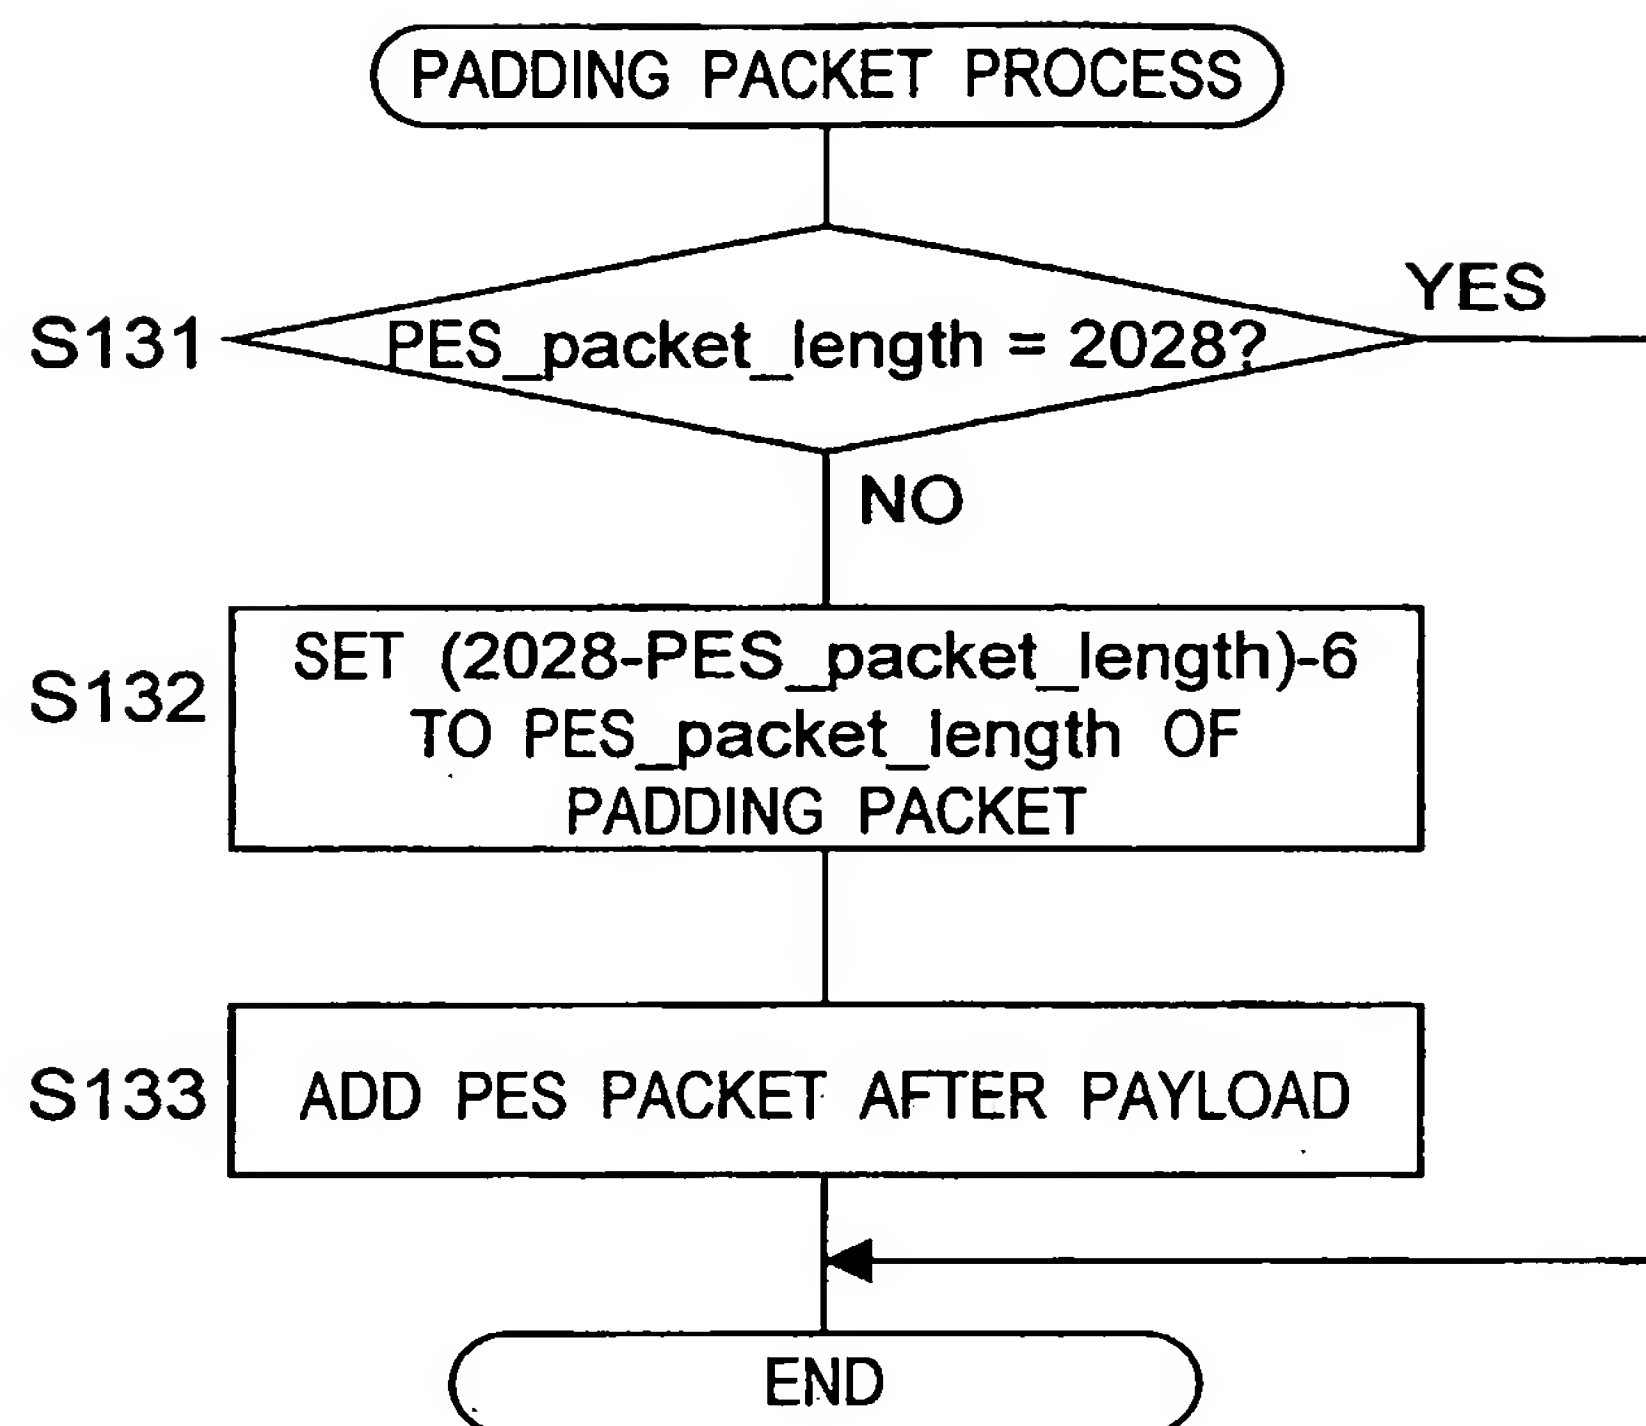 PADDING PACKET PROCESS
YES
S131
PES_packet_length = 2028?
NO
S132
SET (2028-PES_packet_length)-6
TO PES_packet_length OF
PADDING PACKET
S133
ADD PES PACKET AFTER PAYLOAD
END